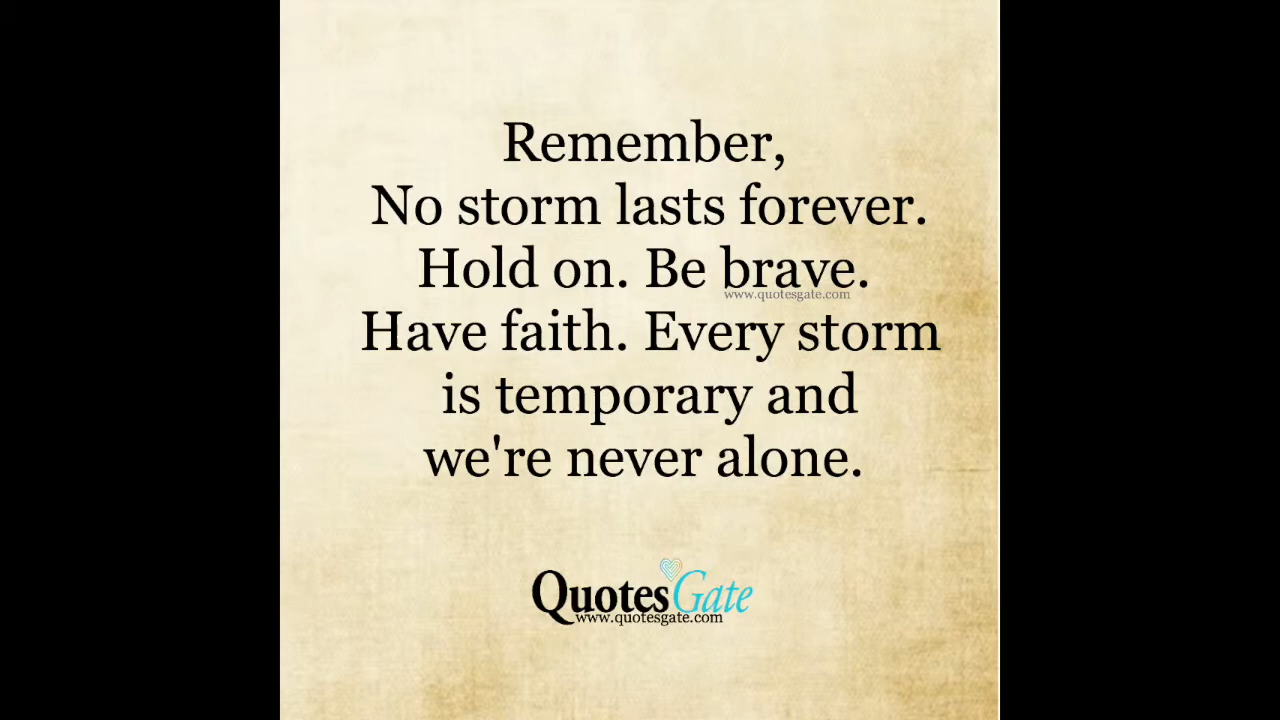 Remember,
No storm lasts forever.
Hold on. Be brave.
www.quotesgate.com
Have faith. Every storm
is temporary and
we're never alone.
QuotesGate
www.quotesgate.com